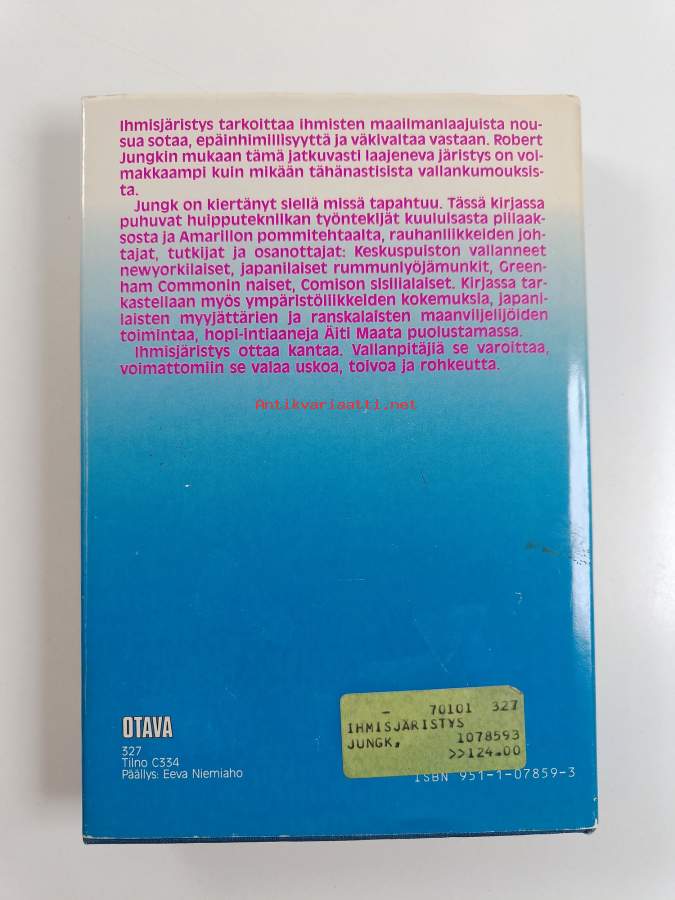 Ihmisjäristys tarkoittaa ihmisten maailmanlaajuista nou-
sua sotaa, epäinhimillisyyttä ja väkivaltaa vastaan. Robert
Jungkin mukaan tämä jatkuvasti laajeneva järistys on voi-
makkaampi kuin mikään tähänastisista vallankumouksis-
ta.
Jungk on kiertänyt siellä missä tapahtuu. Tässä kirjassa
puhuvat huipputekniikan työntekijät kuuluisasta piilaak-
sosta ja Amarillon pommitehtaalta, rauhanliikkeiden joh-
tajat, tutkijat ja osanottajat: Keskuspuiston vallanneet
newyorkilaiset, japanilaiset rummunlyöjämunkit, Green-
ham Commonin naiset, Comison sisilialaiset. Kirjassa tar-
kastellaan myös ympäristöliikkeiden kokemuksia, japani-
laisten myyjättärien ja ranskalaisten maanviljelijöiden
toimintaa, hopi-intiaaneja Äiti Maata puolustamassa.
Ihmisjäristys ottaa kantaa. Vallanpitäjiä se varoittaa,
voimattomiin se valaa uskoa, toivoa ja rohkeutta.
Antikvariaatti.net
OTAVA
327
Tilno C334
Päällys: Eeva Niemiaho
– 70101 327
IHMISJÄRISTYS
JUNGK, 1078593
>>124.00
ISBN 951-1-07859-3